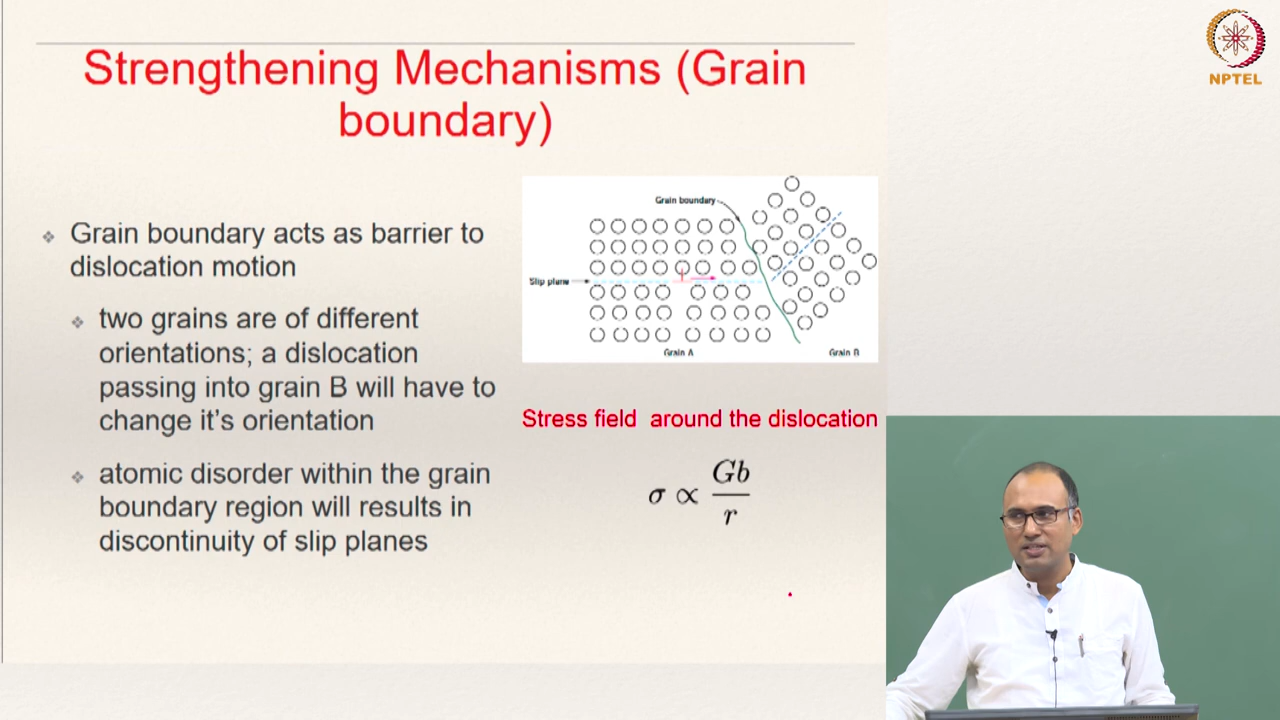 NPTEL
Strengthening Mechanisms (Grain
boundary)
Grain boundary acts as barrier to
dislocation motion
two grains are of different
orientations; a dislocation
passing into grain B will have to
change it's orientation
atomic disorder within the grain
boundary region will results in
discontinuity of slip planes
Grain boundary
Slip plane
Grain A
Grain B
Stress field around the dislocation
σ ∝ Gb/r